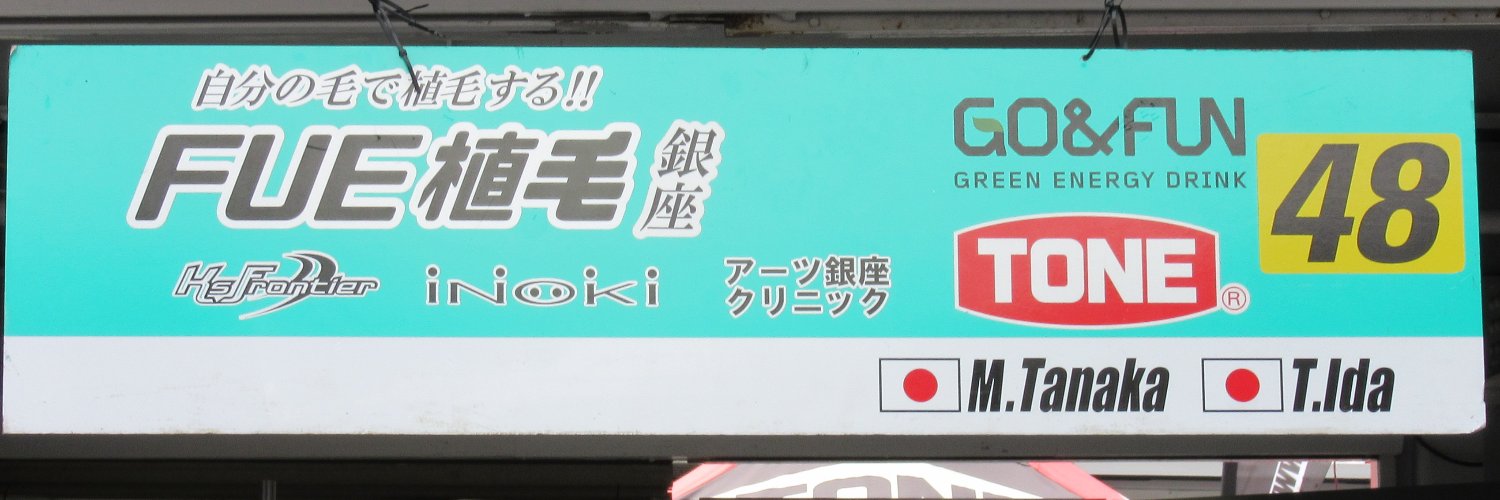 自分の毛で植毛する!!
FUE植毛 銀座
H's Frontier
iNoKi
アーツ銀座
クリニック
GO&FUN
GREEN ENERGY DRINK
48
TONE®
M.Tanaka
T.Ida
TONE